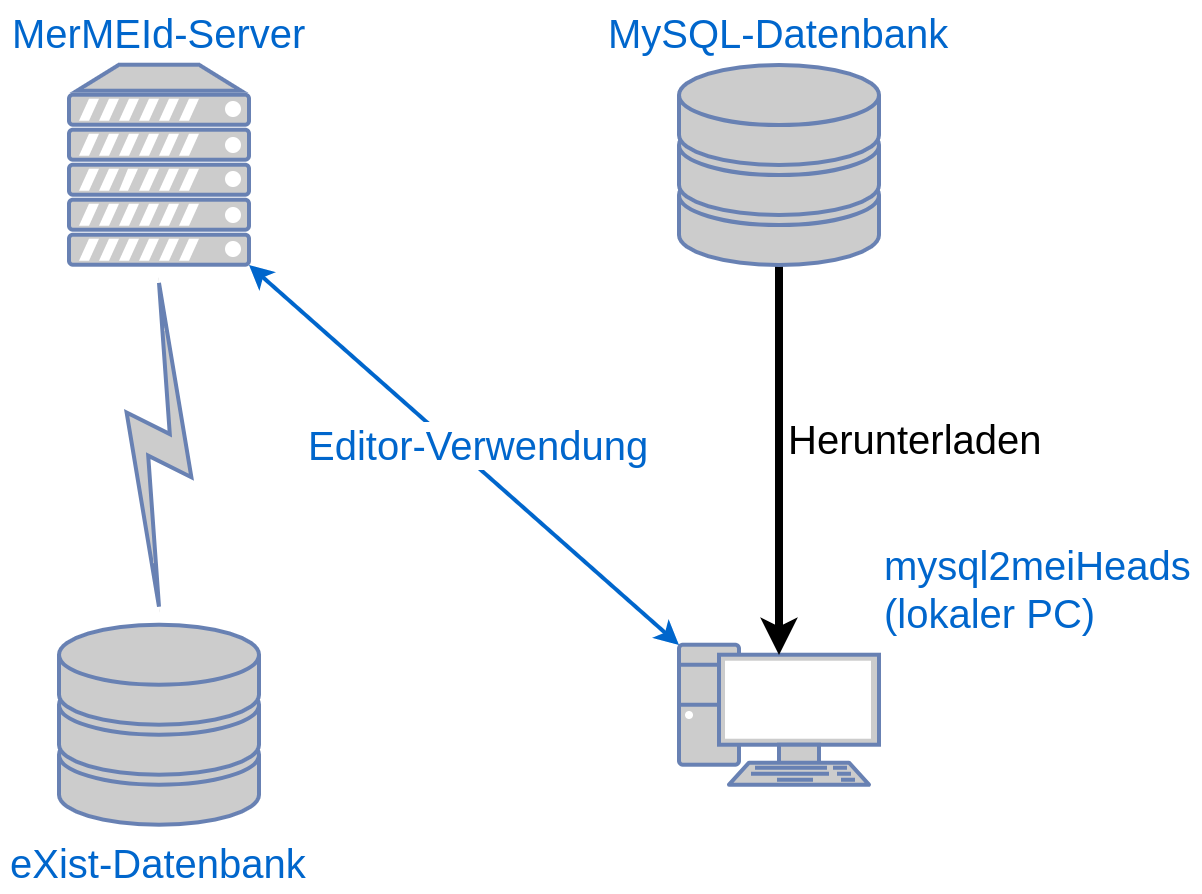 MerMEId-Server
MySQL-Datenbank
Editor-Verwendung
Herunterladen
mysql2meiHeads
(lokaler PC)
eXist-Datenbank